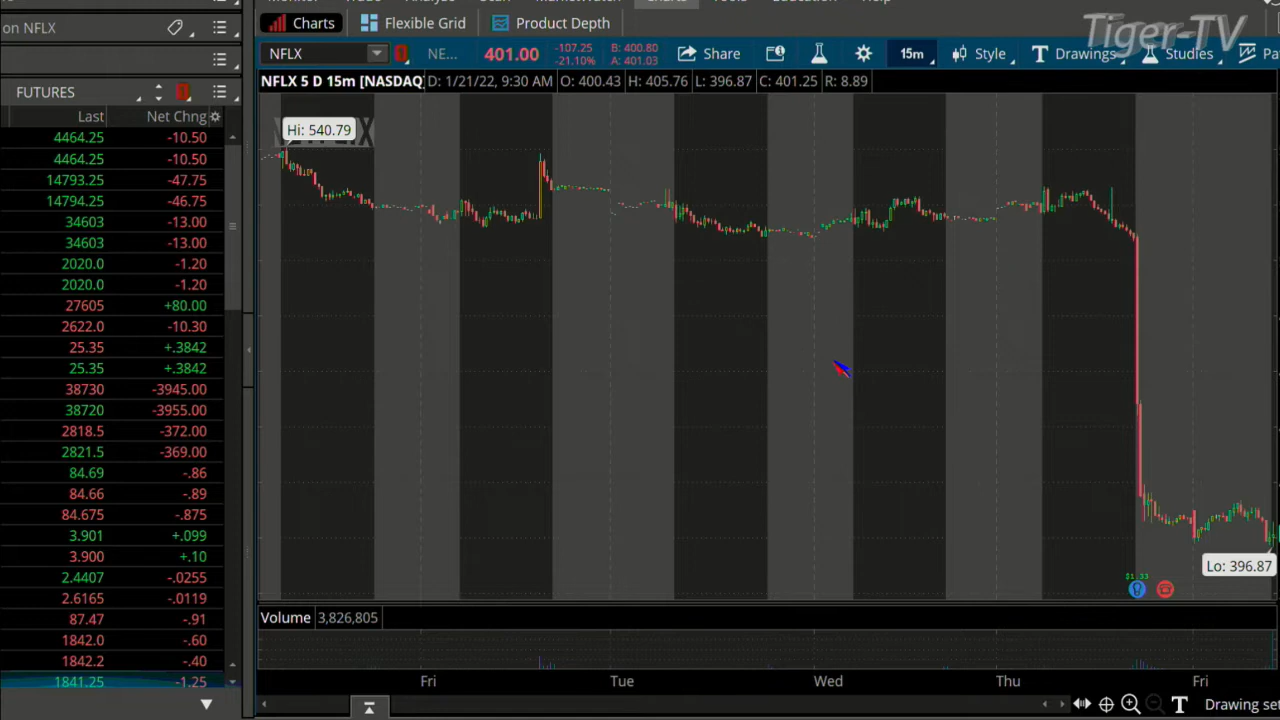 Charts Flexible Grid Product Depth
Tiger-TV
on NFLX
NFLX NE... 401.00 -107.25 -21.10% B: 400.80 A: 401.03 Share 15m Style Drawings Studies
FUTURES
NFLX 5 D 15m [NASDAQ] D: 1/21/22, 9:30 AM O: 400.43 H: 405.76 L: 396.87 C: 401.25 R: 8.89
Last Net Chng
Hi: 540.79
4464.25 -10.50
4464.25 -10.50
14793.25 -47.75
14794.25 -46.75
34603 -13.00
34603 -13.00
2020.0 -1.20
2020.0 -1.20
27605 +80.00
2622.0 -10.30
25.35 +.3842
25.35 +.3842
38730 -3945.00
38720 -3955.00
2818.5 -372.00
2821.5 -369.00
84.69 -.86
84.66 -.89
84.675 -.875
3.901 +.099
3.900 +.10
2.4407 -.0255
2.6165 -.0119
87.47 -.91
1842.0 -.60
1842.2 -.40
1841.25 -1.25
Lo: 396.87
Volume 3,826,805
Fri Tue Wed Thu Fri